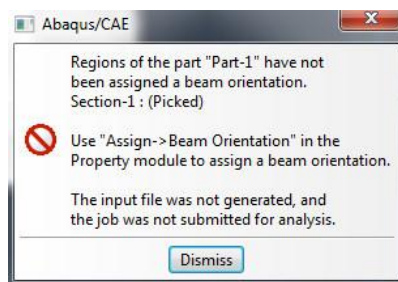 Abaqus/CAE
Regions of the part "Part-1" have not
been assigned a beam orientation.
Section-1 : (Picked)
Use "Assign->Beam Orientation" in the
Property module to assign a beam orientation.
The input file was not generated, and
the job was not submitted for analysis.
Dismiss